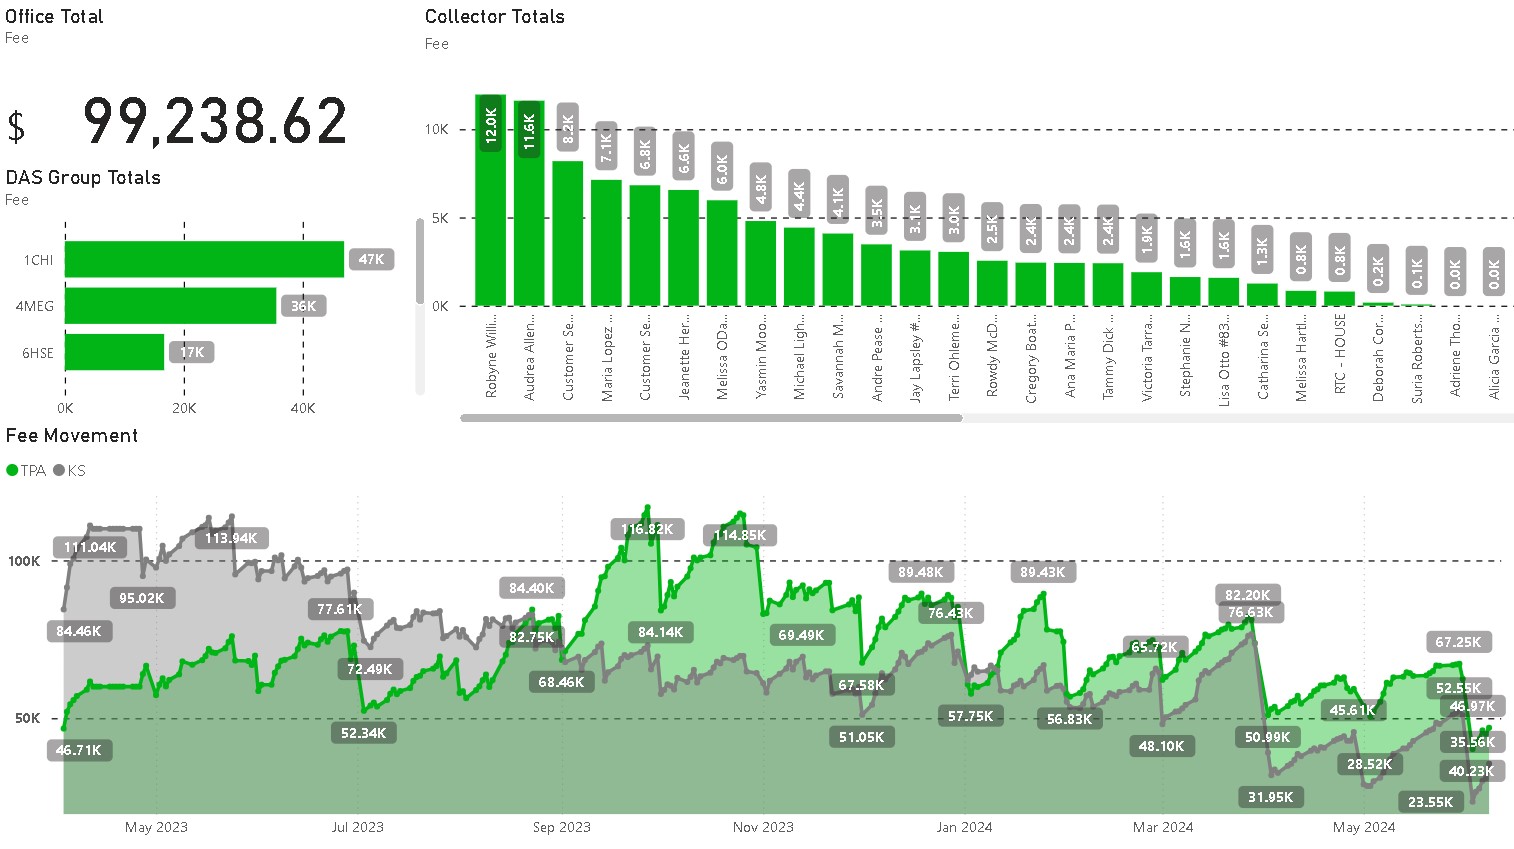 Office Total
Fee
$ 99,238.62
DAS Group Totals
Fee
1CHI 47K
4MEG 36K
6HSE 17K
0K 20K 40K
Collector Totals
Fee
10K
5K
0K
12.0K 11.6K 8.2K 7.1K 6.8K 6.6K 6.0K 4.8K 4.4K 4.1K 3.5K 3.1K 3.0K 2.5K 2.4K 2.4K 2.4K 1.9K 1.6K 1.6K 1.3K 0.8K 0.8K 0.2K 0.1K 0.0K 0.0K
Robyne Willi...
Audrea Allen...
Customer Se...
Maria Lopez ...
Customer Se...
Jeanette Her...
Melissa ODa...
Yasmin Moo...
Michael Ligh...
Savannah M...
Andre Pease ...
Jay Lapsley #...
Terri Ohleme...
Rowdy McD...
Cregory Boat...
Ana Maria P...
Tammy Dick ...
Victoria Tarra...
Stephanie N...
Lisa Otto #83...
Catharina Se...
Melissa Hartl...
RTC - HOUSE
Deborah Cor...
Suria Roberts...
Adriene Tho...
Alicia Garcia ...
Fee Movement
TPA KS
100K
50K
111.04K
84.46K
46.71K
95.02K
113.94K
77.61K
72.49K
52.34K
84.40K
82.75K
68.46K
116.82K
84.14K
114.85K
69.49K
67.58K
51.05K
89.48K
76.43K
57.75K
89.43K
56.83K
65.72K
48.10K
82.20K
76.63K
50.99K
31.95K
45.61K
28.52K
67.25K
52.55K
46.97K
35.56K
40.23K
23.55K
May 2023 Jul 2023 Sep 2023 Nov 2023 Jan 2024 Mar 2024 May 2024